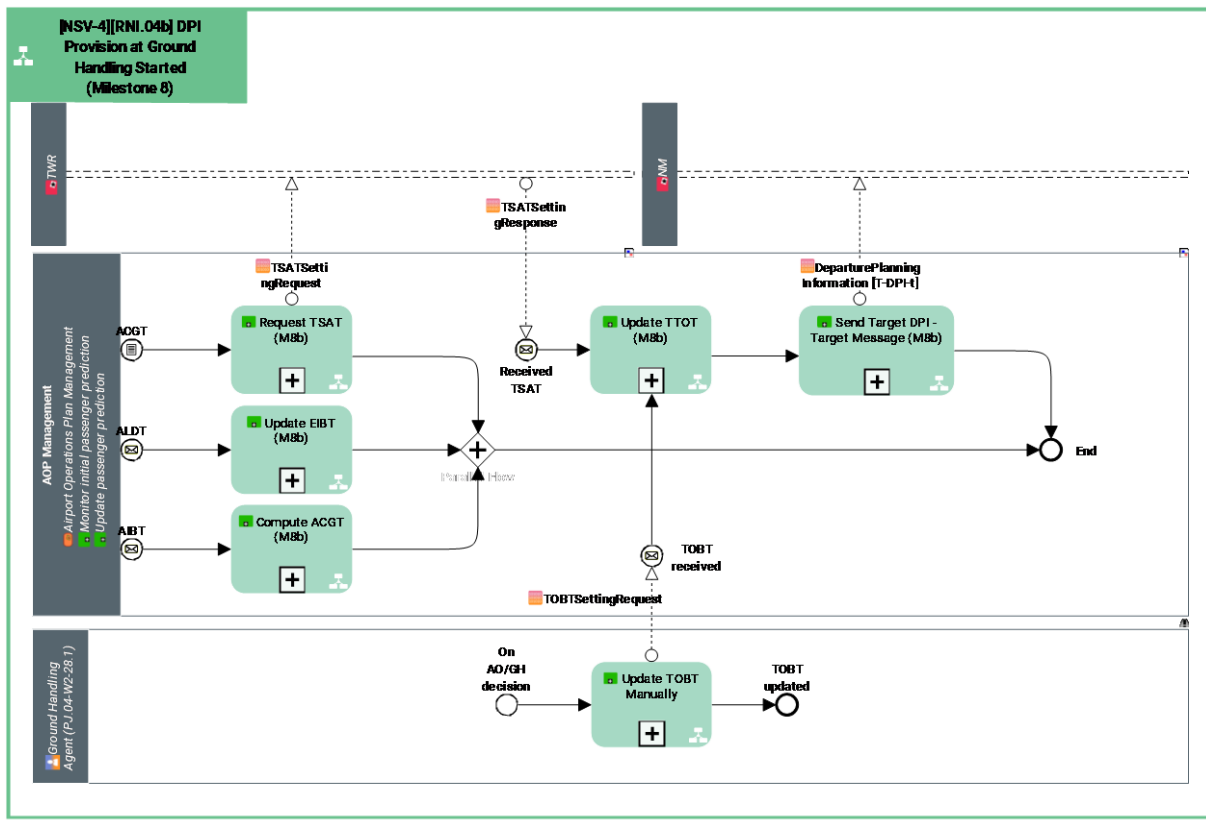 [NSV-4][RNI.04b] DPI
Provision at Ground
Handling Started
(Milestone 8)
TWR
NM
TSATSettin
gResponse
TSATSetti
ngRequest
DeparturePlanning
Information [T-DPI-t]
AOP Management
Airport Operations Plan Management
Monitor initial passenger prediction
Update passenger prediction
ACGT
Request TSAT
(M8b)
Received
TSAT
Update TTOT
(M8b)
Send Target DPI -
Target Message (M8b)
ALDT
Update EIBT
(M8b)
End
AIBT
Compute ACGT
(M8b)
TOBT
received
TOBTSettingRequest
Ground Handling
Agent (PJ.04-W2-28.1)
On
AO/GH
decision
Update TOBT
Manually
TOBT
updated